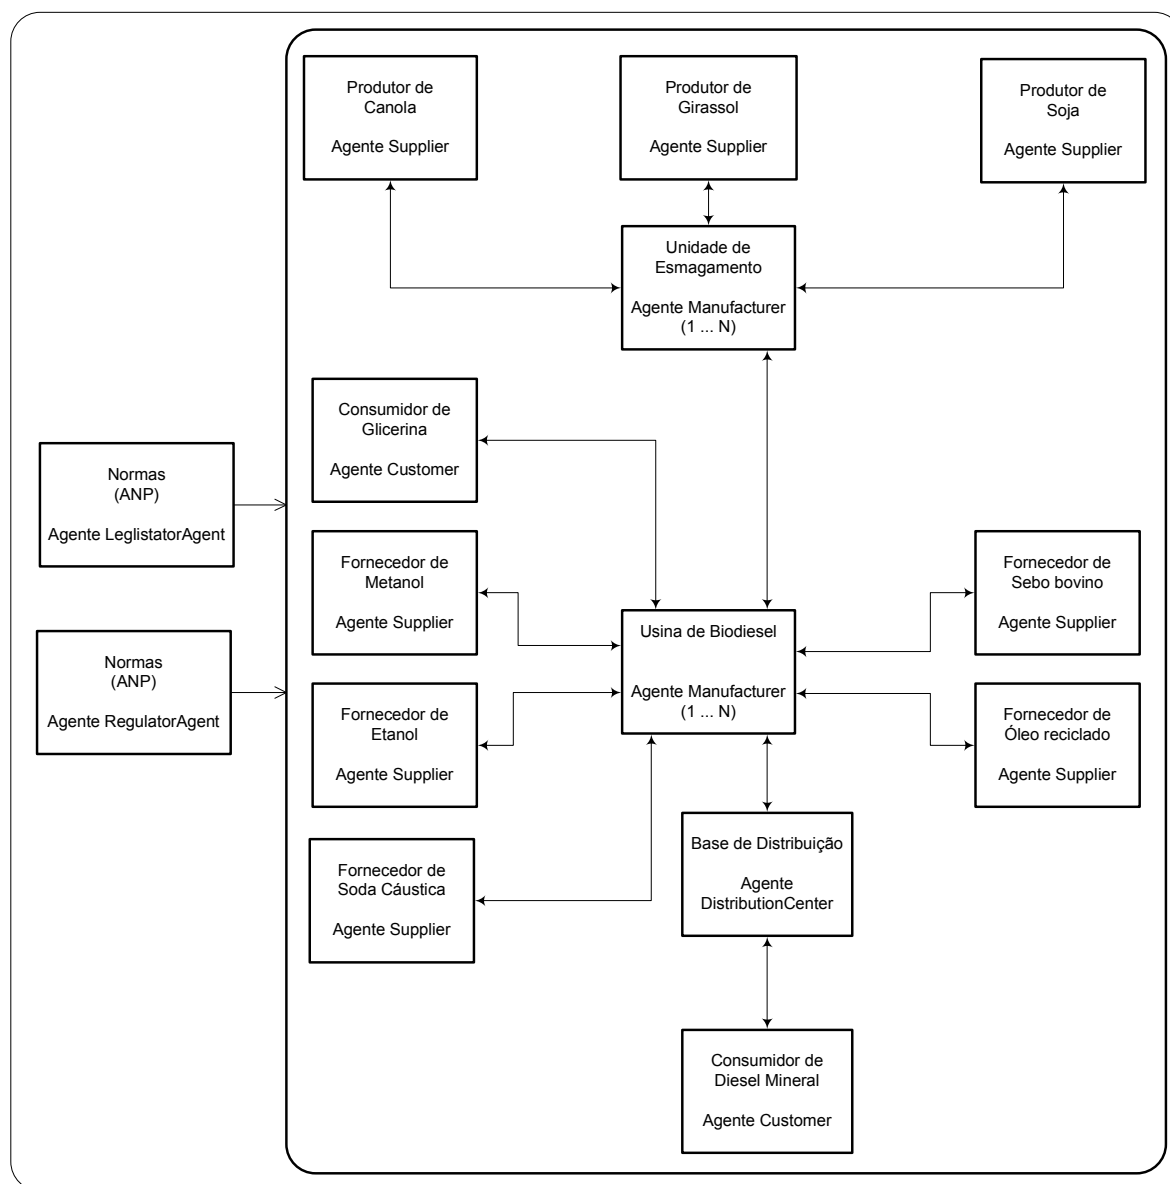 Produtor de
Canola
Agente Supplier
Produtor de
Girassol
Agente Supplier
Produtor de
Soja
Agente Supplier
Unidade de
Esmagamento
Agente Manufacturer
(1 ... N)
Consumidor de
Glicerina
Agente Customer
Normas
(ANP)
Agente LeglistatorAgent
Fornecedor de
Metanol
Agente Supplier
Fornecedor de
Sebo bovino
Agente Supplier
Usina de Biodiesel
Agente Manufacturer
(1 ... N)
Normas
(ANP)
Agente RegulatorAgent
Fornecedor de
Etanol
Agente Supplier
Fornecedor de
Óleo reciclado
Agente Supplier
Fornecedor de
Soda Cáustica
Agente Supplier
Base de Distribuição
Agente
DistributionCenter
Consumidor de
Diesel Mineral
Agente Customer